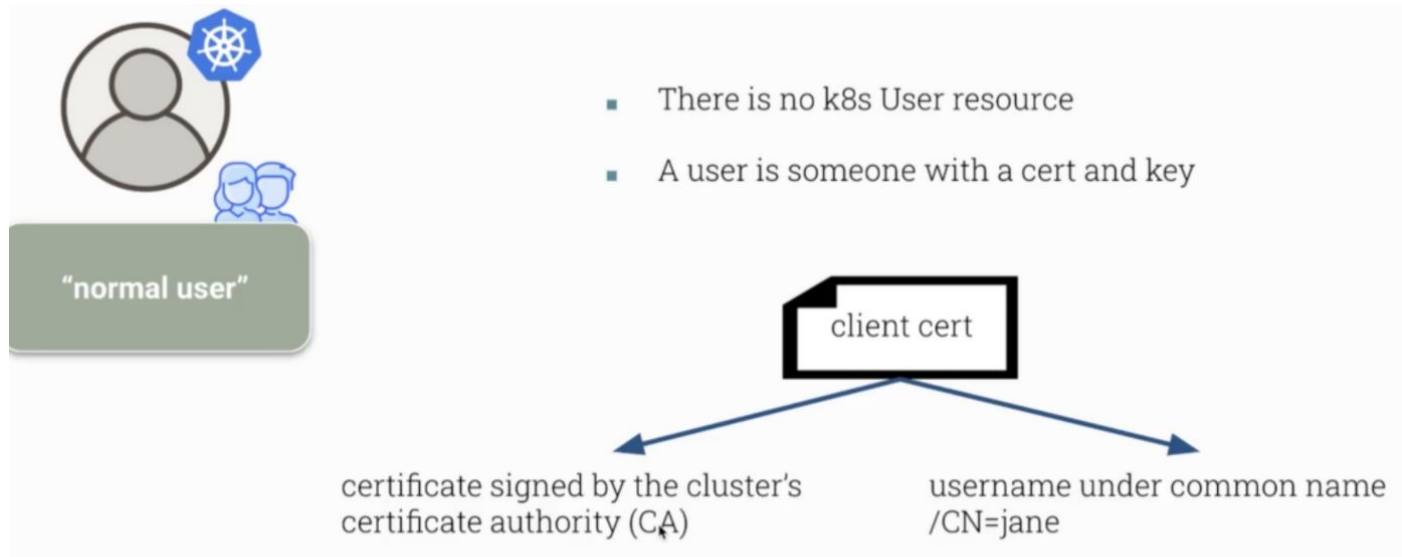 There is no k8s User resource
A user is someone with a cert and key
“normal user”
client cert
certificate signed by the cluster’s
certificate authority (CA)
username under common name
/CN=jane